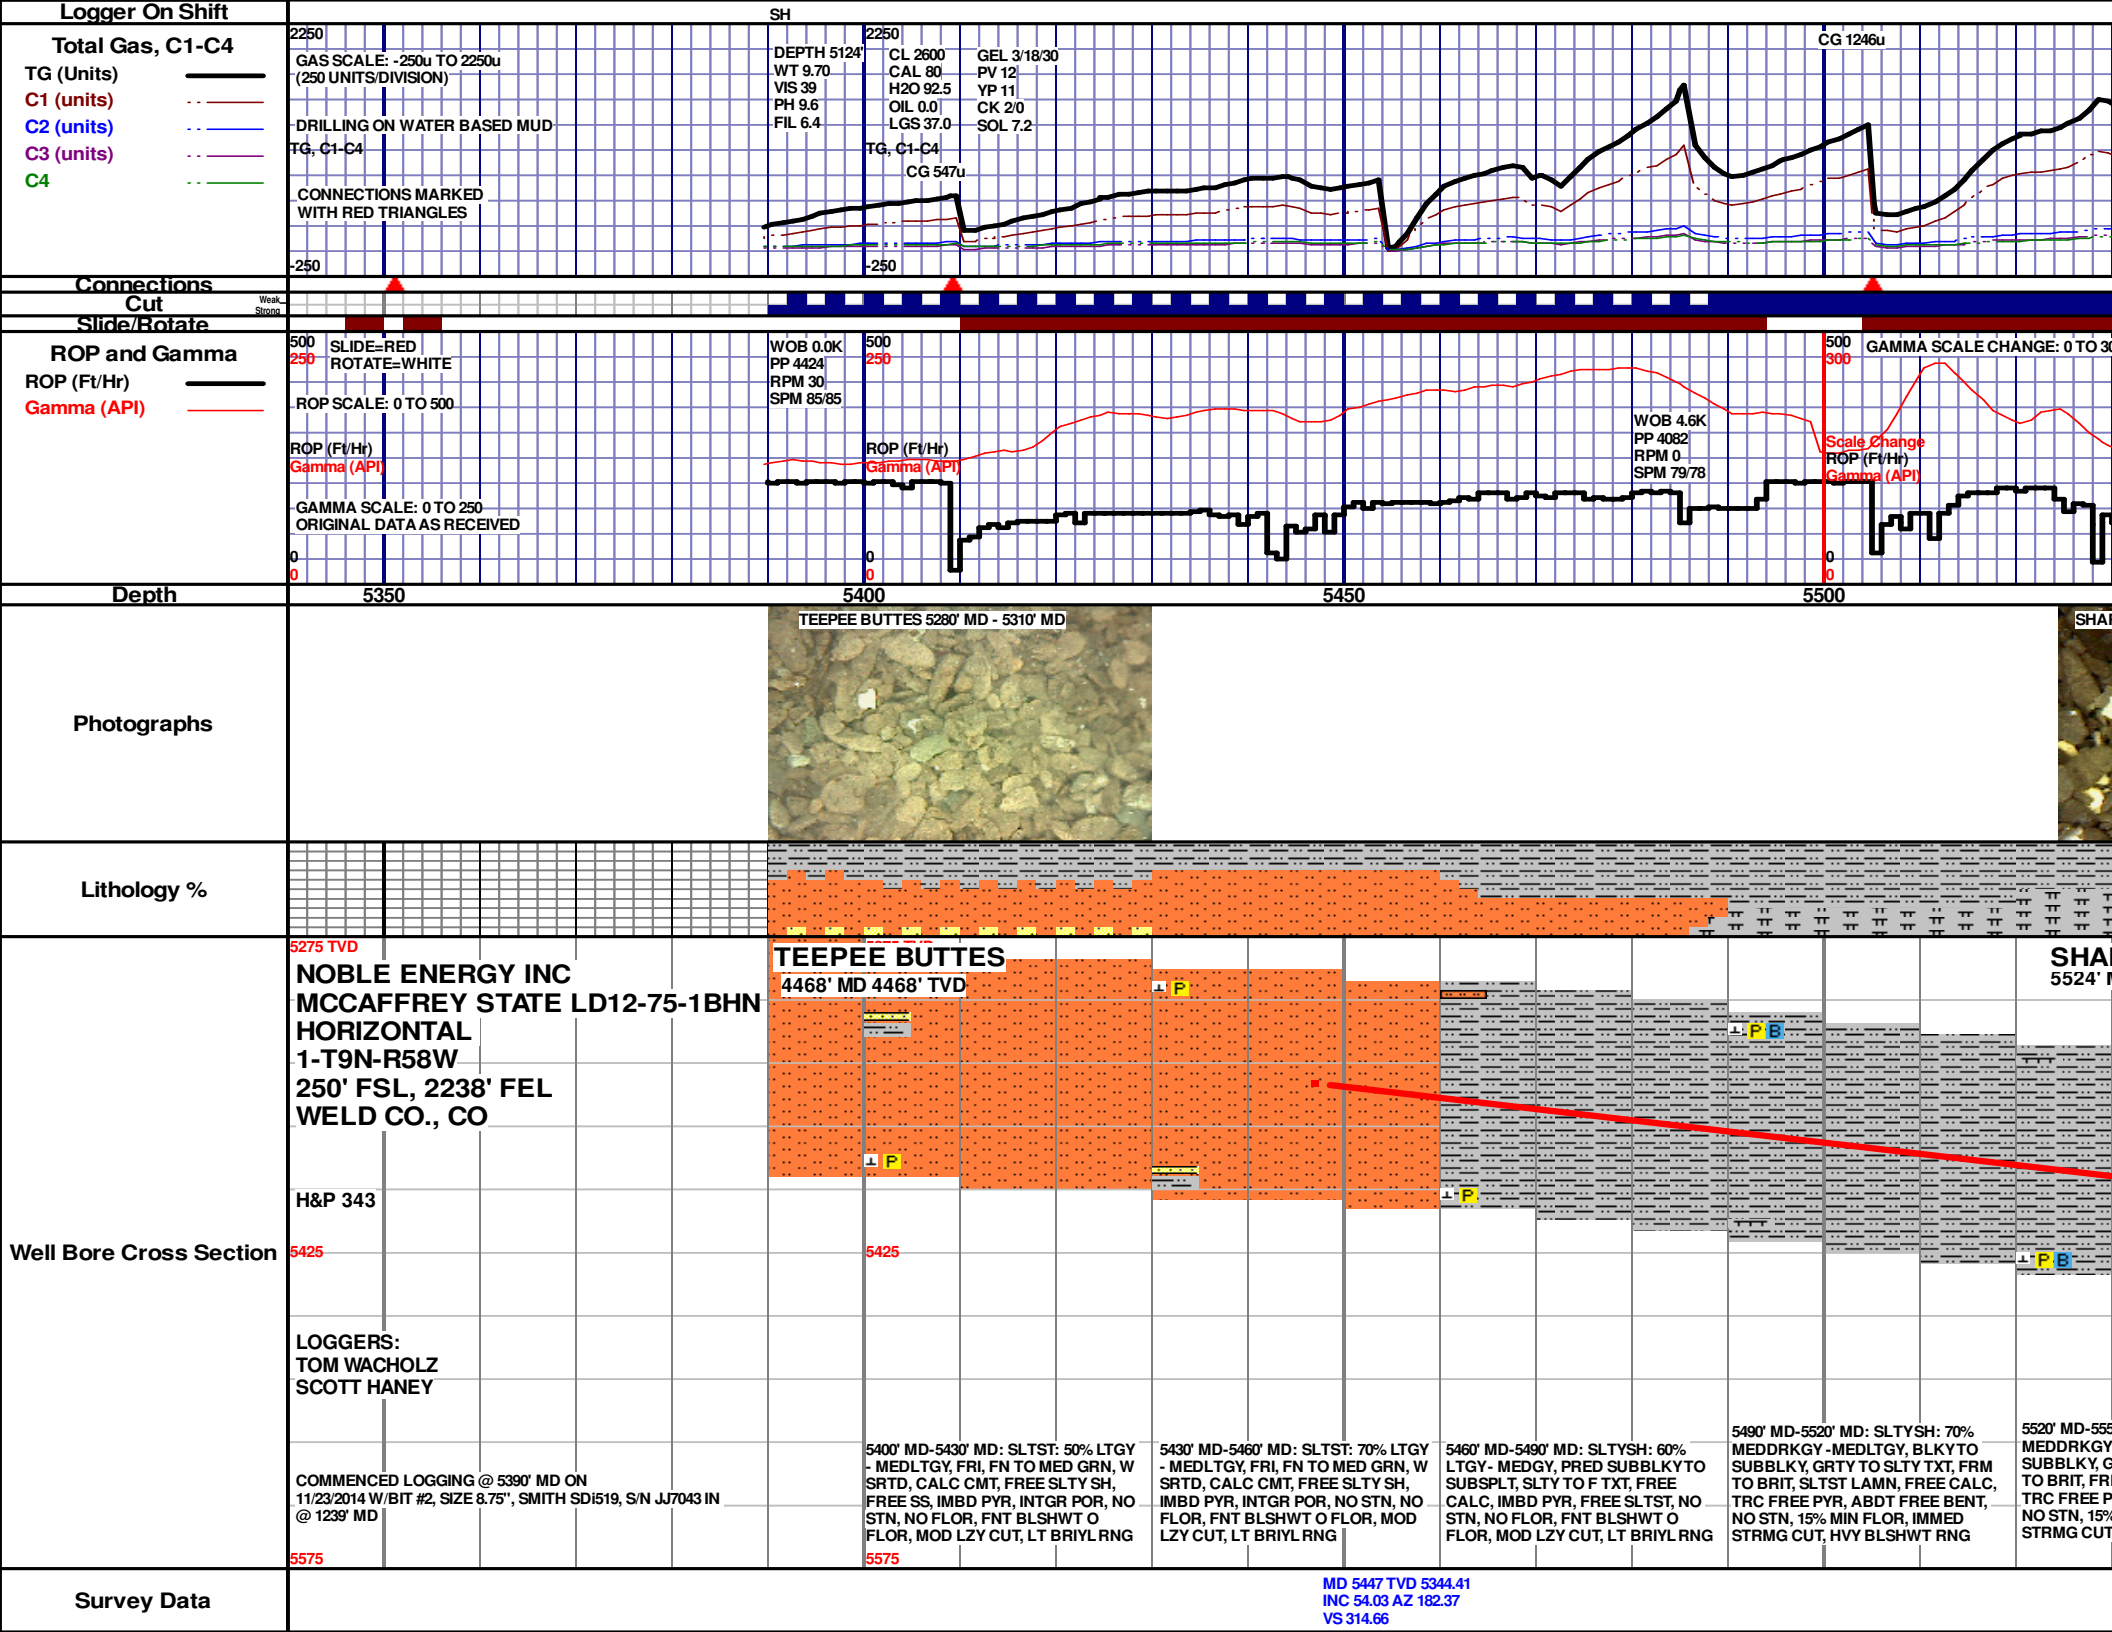 Logger On Shift
SH
Total Gas, C1-C4
TG (Units)
C1 (units)
C2 (units)
C3 (units)
C4
2250
GAS SCALE: -250u TO 2250u
(250 UNITS/DIVISION)
DRILLING ON WATER BASED MUD
TG, C1-C4
CONNECTIONS MARKED
WITH RED TRIANGLES
-250
DEPTH 5124'
WT 9.70
VIS 39
PH 9.6
FIL 6.4
2250
CL 2600
CAL 80
H2O 92.5
OIL 0.0
LGS 37.0
GEL 3/18/30
PV 12
YP 11
CK 2/0
SOL 7.2
TG, C1-C4
CG 547u
-250
CG 1246u
Connections
Cut
Weak
Strong
Slide/Rotate
ROP and Gamma
ROP (Ft/Hr)
Gamma (API)
500
250
SLIDE=RED
ROTATE=WHITE
ROP SCALE: 0 TO 500
ROP (Ft/Hr)
Gamma (API)
GAMMA SCALE: 0 TO 250
ORIGINAL DATA AS RECEIVED
0
0
WOB 0.0K
PP 4424
RPM 30
SPM 85/85
500
250
ROP (Ft/Hr)
Gamma (API)
0
0
WOB 4.6K
PP 4082
RPM 0
SPM 79/78
500
300
GAMMA SCALE CHANGE: 0 TO 30
Scale Change
ROP (Ft/Hr)
Gamma (API)
0
0
Depth
5350
5400
5450
5500
Photographs
TEEPEE BUTTES 5280' MD - 5310' MD
SHA
Lithology %
Well Bore Cross Section
5275 TVD
NOBLE ENERGY INC
MCCAFFREY STATE LD12-75-1BHN
HORIZONTAL
1-T9N-R58W
250' FSL, 2238' FEL
WELD CO., CO
H&P 343
5425
LOGGERS:
TOM WACHOLZ
SCOTT HANEY
COMMENCED LOGGING @ 5390' MD ON
11/23/2014 W/BIT #2, SIZE 8.75", SMITH SDi519, S/N JJ7043 IN
@ 1239' MD
5575
TEEPEE BUTTES
4468' MD 4468' TVD
P
P
5425
P
P
P B
P B
SHA
5524' M
5400' MD-5430' MD: SLTST: 50% LTGY
- MEDLTGY, FRI, FN TO MED GRN, W
SRTD, CALC CMT, FREE SLTY SH,
FREE SS, IMBD PYR, INTGR POR, NO
STN, NO FLOR, FNT BLSHWT O
FLOR, MOD LZY CUT, LT BRIYL RNG
5575
5430' MD-5460' MD: SLTST: 70% LTGY
- MEDLTGY, FRI, FN TO MED GRN, W
SRTD, CALC CMT, FREE SLTY SH,
IMBD PYR, INTGR POR, NO STN, NO
FLOR, FNT BLSHWT O FLOR, MOD
LZY CUT, LT BRIYL RNG
5460' MD-5490' MD: SLTYSH: 60%
LTGY- MEDGY, PRED SUBBLKY TO
SUBSPLT, SLTY TO F TXT, FREE
CALC, IMBD PYR, FREE SLTST, NO
STN, NO FLOR, FNT BLSHWT O
FLOR, MOD LZY CUT, LT BRIYL RNG
5490' MD-5520' MD: SLTYSH: 70%
MEDDRKGY -MEDLTGY, BLKY TO
SUBBLKY, GRTY TO SLTY TXT, FRM
TO BRIT, SLTST LAMN, FREE CALC,
TRC FREE PYR, ABDT FREE BENT,
NO STN, 15% MIN FLOR, IMMED
STRMG CUT, HVY BLSHWT RNG
5520' MD-555
MEDDRKGY
SUBBLKY, G
TO BRIT, FR
TRC FREE P
NO STN, 15%
STRMG CUT
Survey Data
MD 5447 TVD 5344.41
INC 54.03 AZ 182.37
VS 314.66